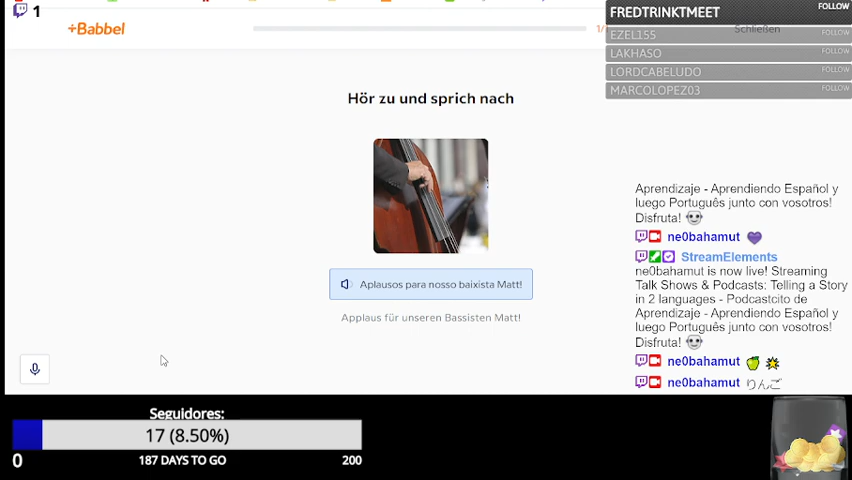 1
+Babbel
1/
Schließen
FREDTRINKTMEET FOLLOW
EZEL155 FOLLOW
LAKHASO FOLLOW
LORDCABELUDO FOLLOW
MARCOLOPEZ03 FOLLOW
Hör zu und sprich nach
Aplausos para nosso baixista Matt!
Applaus für unseren Bassisten Matt!
Aprendizaje - Aprendiendo Español y
luego Português junto con vosotros!
Disfruta!
ne0bahamut
StreamElements
ne0bahamut is now live! Streaming
Talk Shows & Podcasts: Telling a Story
in 2 languages - Podcastcito de
Aprendizaje - Aprendiendo Español y
luego Português junto con vosotros!
Disfruta!
ne0bahamut
ne0bahamut りんご
Seguidores:
17 (8.50%)
0 187 DAYS TO GO 200